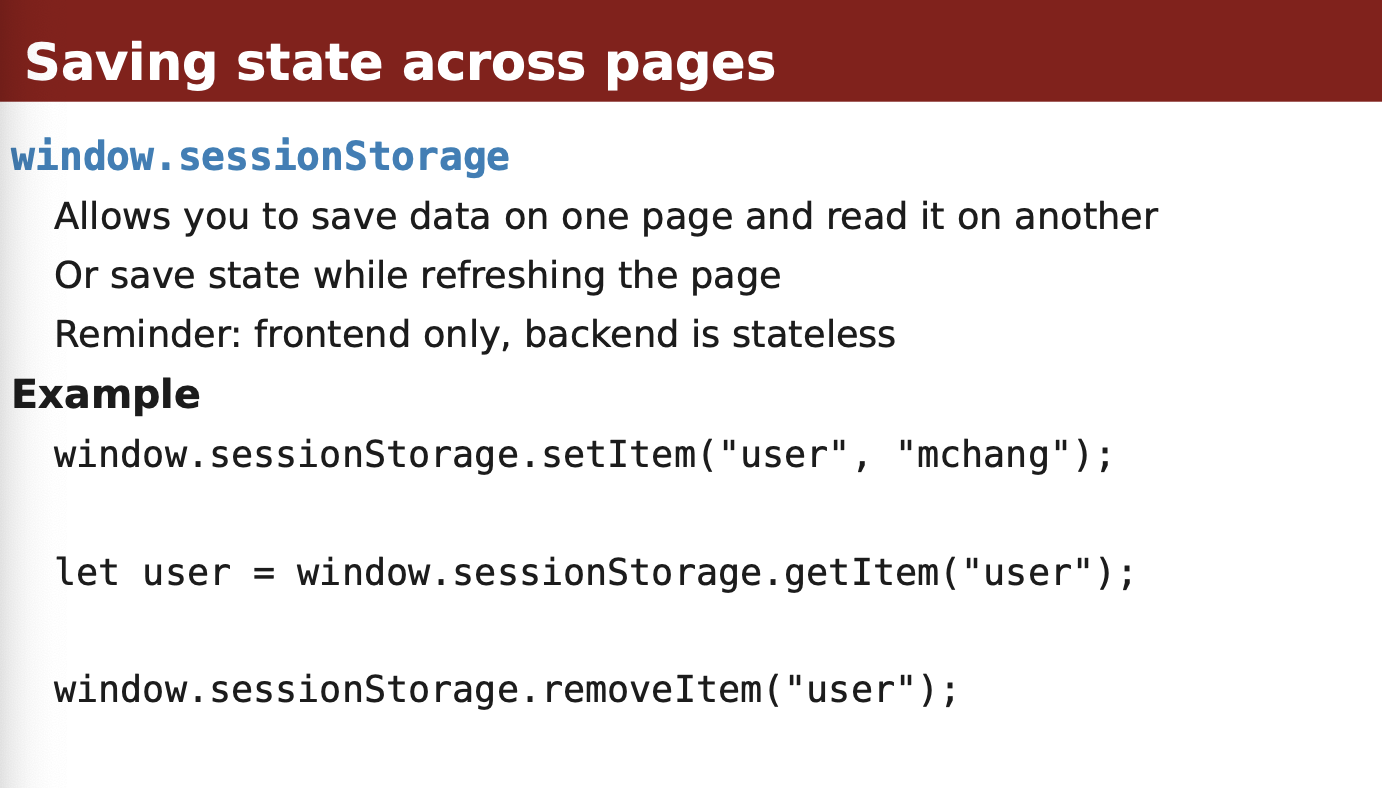 Saving state across pages
window.sessionStorage
Allows you to save data on one page and read it on another
Or save state while refreshing the page
Reminder: frontend only, backend is stateless
Example
window.sessionStorage.setItem("user", "mchang");
let user = window.sessionStorage.getItem("user");
window.sessionStorage.removeItem("user");